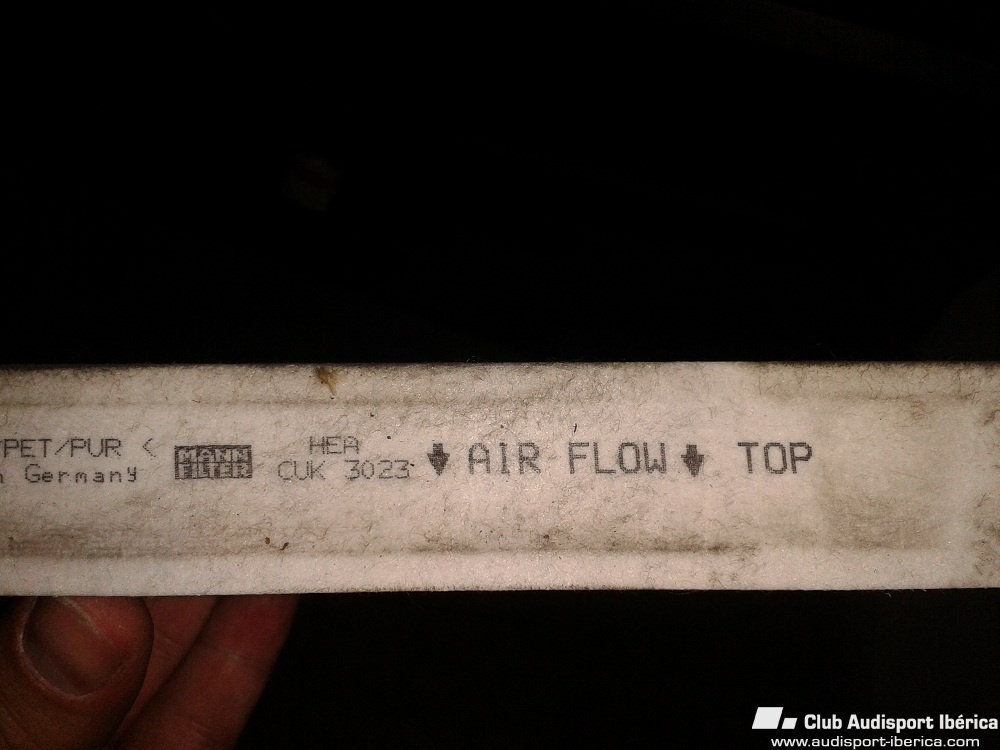 PET/PUR <
Germany
MANN
FILTER
HEA
CUK 3023
AIR FLOW TOP
Club Audisport Ibérica
www.audisport-iberica.com